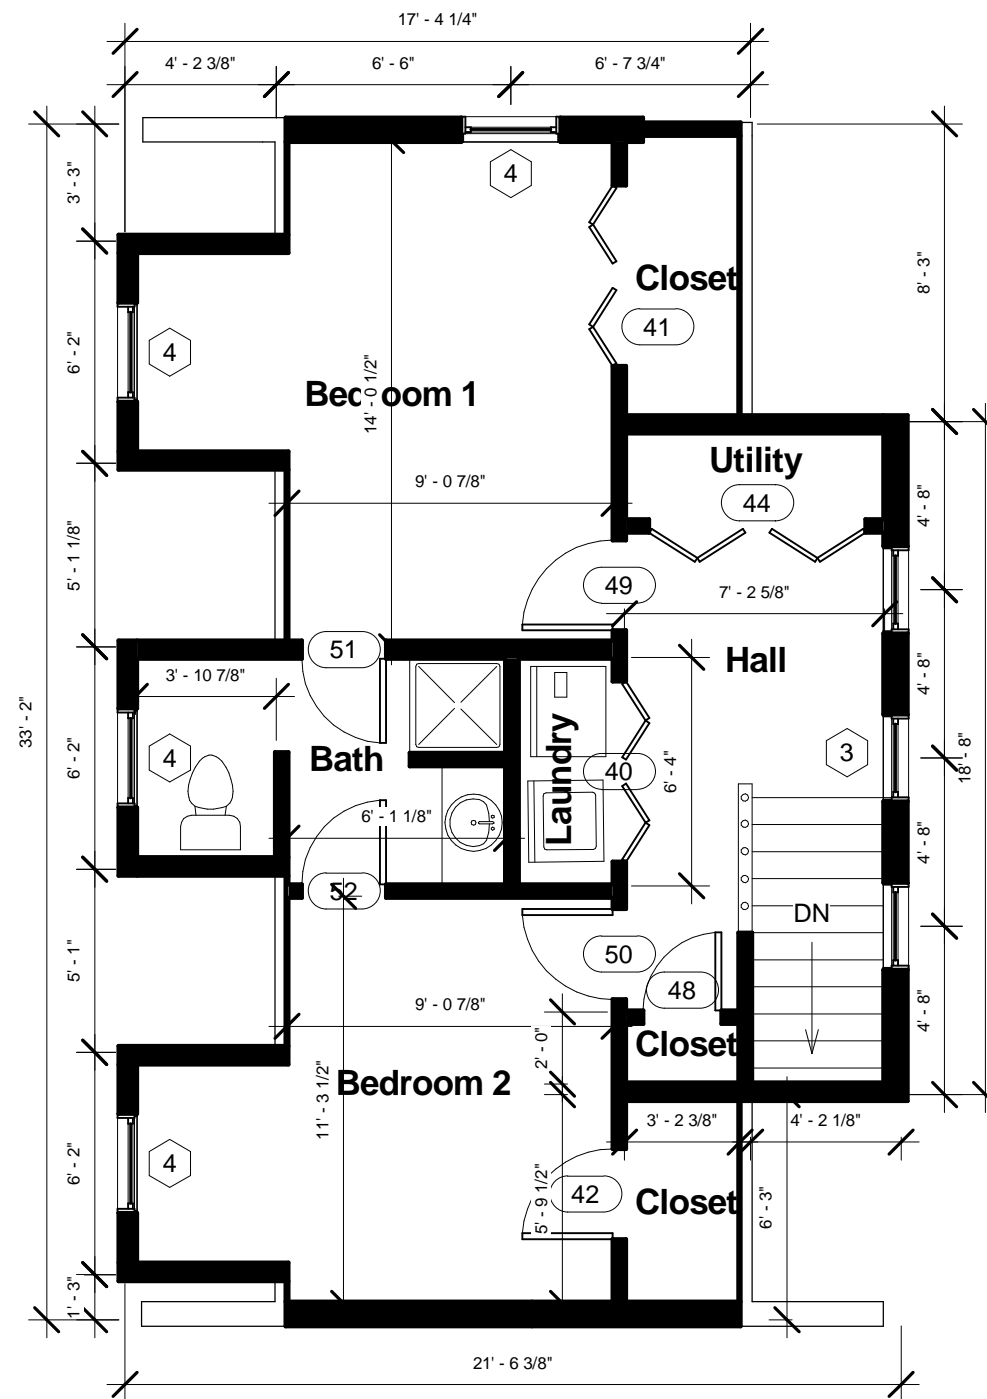 17' - 4 1/4"
4' - 2 3/8"
6' - 6"
6' - 7 3/4"
3' - 3"
4
Closet
8' - 3"
41
6' - 2"
4
14' - 0 1/2"
Bedroom 1
Utility
9' - 0 7/8"
44
4' - 8"
5' - 1 1/8"
49
7' - 2 5/8"
51
Hall
4' - 8"
3' - 10 7/8"
33' - 2"
6' - 2"
4
Bath
Laundry
40
6' - 4"
3
18' - 8"
6' - 1 1/8"
4' - 8"
52
DN
5' - 1"
50
48
9' - 0 7/8"
4' - 8"
2' - 0"
Closet
11' - 3 1/2"
Bedroom 2
3' - 2 3/8"
4' - 2 1/8"
6' - 2"
4
5' - 9 1/2"
42
Closet
6' - 3"
1' - 3"
21' - 6 3/8"